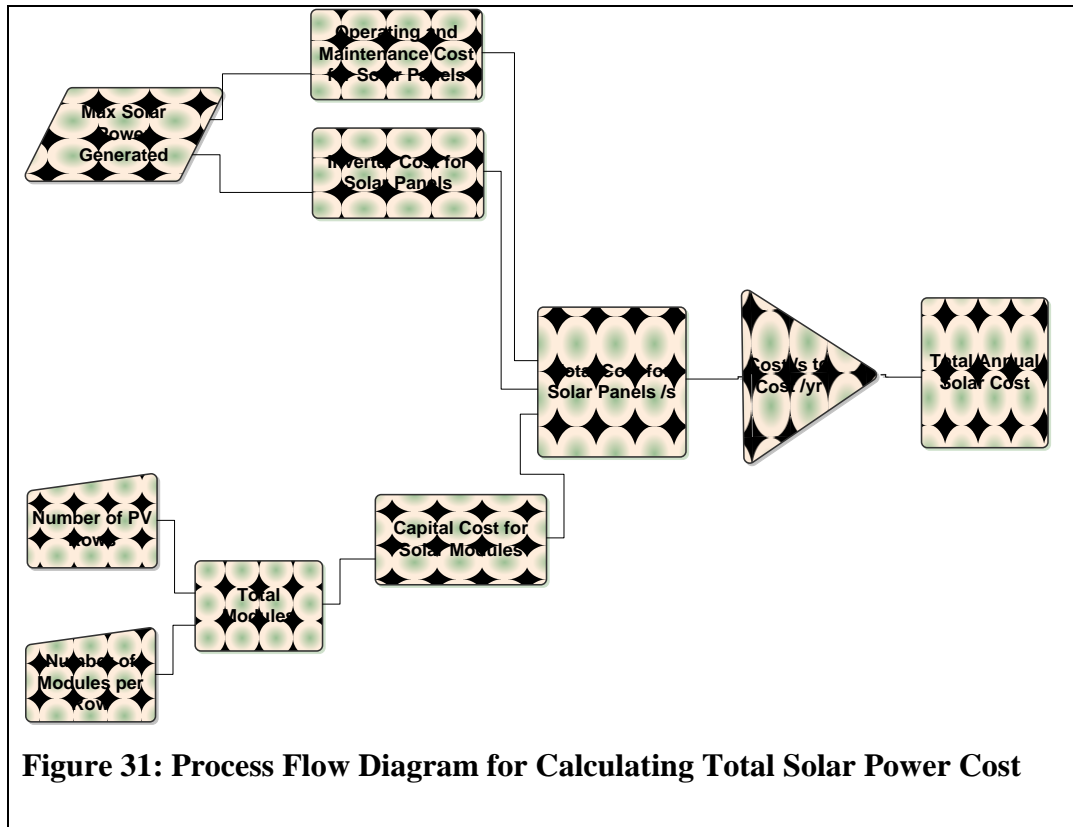 Operating and
Maintenance Cost
for Solar Panels
Max Solar
Power
Generated
Inverter Cost for
Solar Panels
Total Cost for
Solar Panels /s
Cost /s to
Cost /yr
Total Annual
Solar Cost
Number of PV
Rows
Capital Cost for
Solar Modules
Total
Modules
Number of
Modules per
Row
Figure 31: Process Flow Diagram for Calculating Total Solar Power Cost